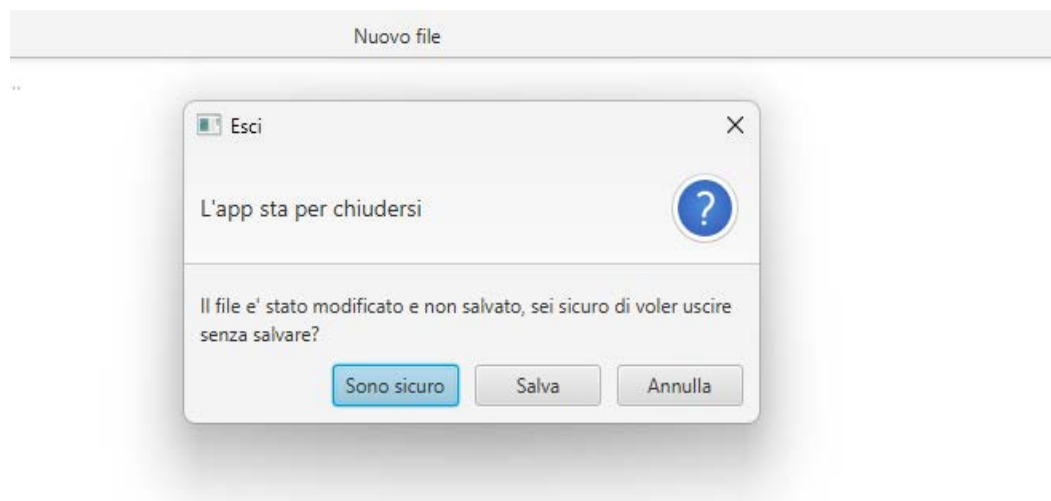 Nuovo file
..
Esci
L'app sta per chiudersi
?
Il file e' stato modificato e non salvato, sei sicuro di voler uscire
senza salvare?
Sono sicuro Salva Annulla